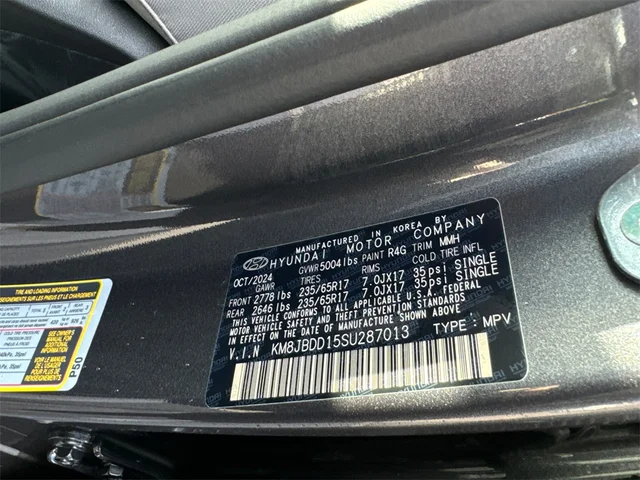 MANUFACTURED IN KOREA BY
HYUNDAI MOTOR COMPANY
OCT/2024 GVWR 5004lbs PAINT R4G TRIM MMH
GAWR TIRES RIMS COLD TIRE INFL
FRONT 2778 lbs 235/65R17 7.0JX17 35psi SINGLE
REAR 2646 lbs 235/65R17 7.0JX17 35psi SINGLE
THIS VEHICLE CONFORMS TO ALL APPLICABLE U.S.A. FEDERAL
MOTOR VEHICLE SAFETY AND THEFT PREVENTION STANDARDS
IN EFFECT ON THE DATE OF MANUFACTURE SHOWN ABOVE.
V.I.N KM8JBDD15SU287013 TYPE: MPV
TIRE AND LOADING INFORMATION
P50